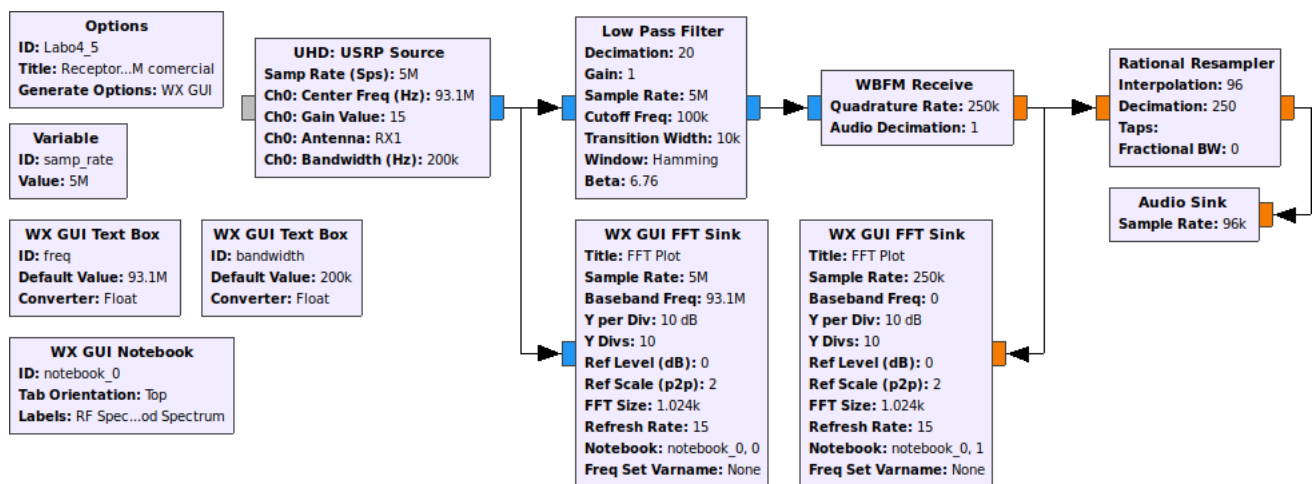 Options
ID: Labo4_5
Title: Receptor...M comercial
Generate Options: WX GUI
Variable
ID: samp_rate
Value: 5M
WX GUI Text Box
ID: freq
Default Value: 93.1M
Converter: Float
WX GUI Text Box
ID: bandwidth
Default Value: 200k
Converter: Float
WX GUI Notebook
ID: notebook_0
Tab Orientation: Top
Labels: RF Spec...od Spectrum
UHD: USRP Source
Samp Rate (Sps): 5M
Ch0: Center Freq (Hz): 93.1M
Ch0: Gain Value: 15
Ch0: Antenna: RX1
Ch0: Bandwidth (Hz): 200k
Low Pass Filter
Decimation: 20
Gain: 1
Sample Rate: 5M
Cutoff Freq: 100k
Transition Width: 10k
Window: Hamming
Beta: 6.76
WX GUI FFT Sink
Title: FFT Plot
Sample Rate: 5M
Baseband Freq: 93.1M
Y per Div: 10 dB
Y Divs: 10
Ref Level (dB): 0
Ref Scale (p2p): 2
FFT Size: 1.024k
Refresh Rate: 15
Notebook: notebook_0, 0
Freq Set Varname: None
WBFM Receive
Quadrature Rate: 250k
Audio Decimation: 1
WX GUI FFT Sink
Title: FFT Plot
Sample Rate: 250k
Baseband Freq: 0
Y per Div: 10 dB
Y Divs: 10
Ref Level (dB): 0
Ref Scale (p2p): 2
FFT Size: 1.024k
Refresh Rate: 15
Notebook: notebook_0, 1
Freq Set Varname: None
Rational Resampler
Interpolation: 96
Decimation: 250
Taps:
Fractional BW: 0
Audio Sink
Sample Rate: 96k